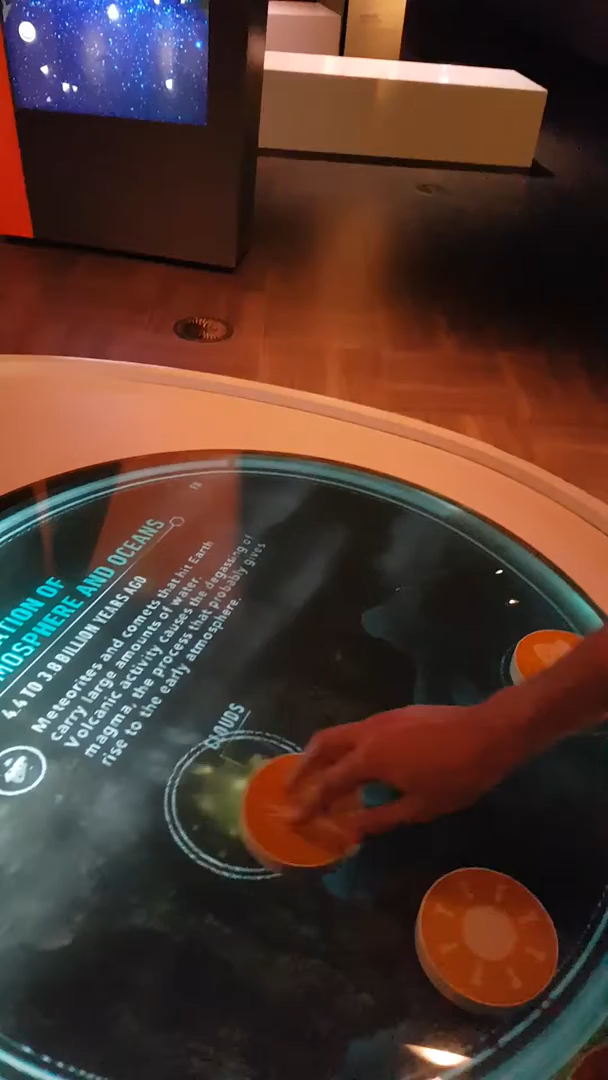 ATION OF
MOSPHERE AND OCEANS
4.4 TO 3.8 BILLION YEARS AGO
Meteorites and comets that hit Earth
carry large amounts of water.
Volcanic activity causes the degassing of
magma, the process that probably gives
rise to the early atmosphere.
CLOUDS